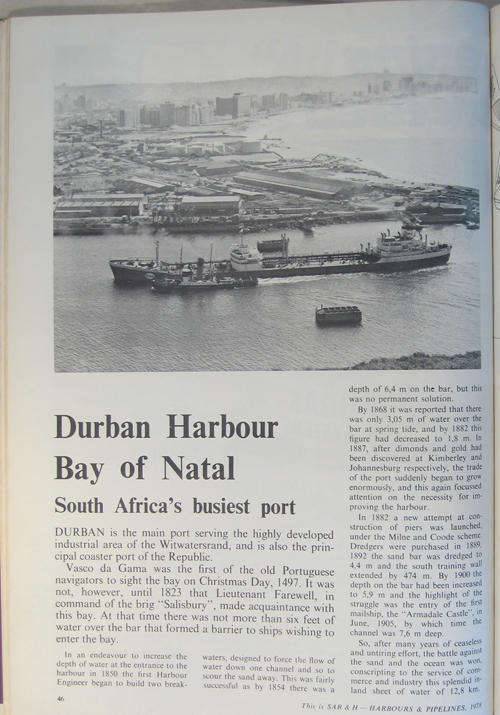 Durban Harbour
Bay of Natal
South Africa's busiest port
DURBAN is the main port serving the highly developed
industrial area of the Witwatersrand, and is also the prin-
cipal coaster port of the Republic.
Vasco da Gama was the first of the old Portuguese
navigators to sight the bay on Christmas Day, 1497. It was
not, however, until 1823 that Lieutenant Farewell, in
command of the brig "Salisbury", made acquaintance with
this bay. At that time there was not more than six feet of
water over the bar that formed a barrier to ships wishing to
enter the bay.
In an endeavour to increase the
depth of water at the entrance to the
harbour in 1850 the first Harbour
Engineer began to build two break-
waters, designed to force the flow of
water down one channel and so to
scour the sand away. This was fairly
successful as by 1854 there was a
depth of 6,4 m on the bar, but this
was no permanent solution.
By 1868 it was reported that there
was only 3,05 m of water over the
bar at spring tide, and by 1882 this
figure had decreased to 1,8 m. In
1887, after dimonds and gold had
been discovered at Kimberley and
Johannesburg respectively, the trade
of the port suddenly began to grow
enormously, and this again focussed
attention on the necessity for im-
proving the harbour.
In 1882 a new attempt at con-
struction of piers was launched,
under the Milne and Coode scheme.
Dredgers were purchased in 1889,
1892 the sand bar was dredged to
4,4 m and the south training wall
extended by 474 m. By 1900 the
depth on the bar had been increased
to 5,9 m and the highlight of the
struggle was the entry of the first
mailship, the "Armadale Castle", in
June, 1905, by which time the
channel was 7,6 m deep.
So, after many years of ceaseless
and untiring effort, the battle against
the sand and the ocean was won,
conscripting to the service of com-
merce and industry this splendid in-
land sheet of water of 12,8 km.
46
This is SAR & H — HARBOURS & PIPELINES, 1978